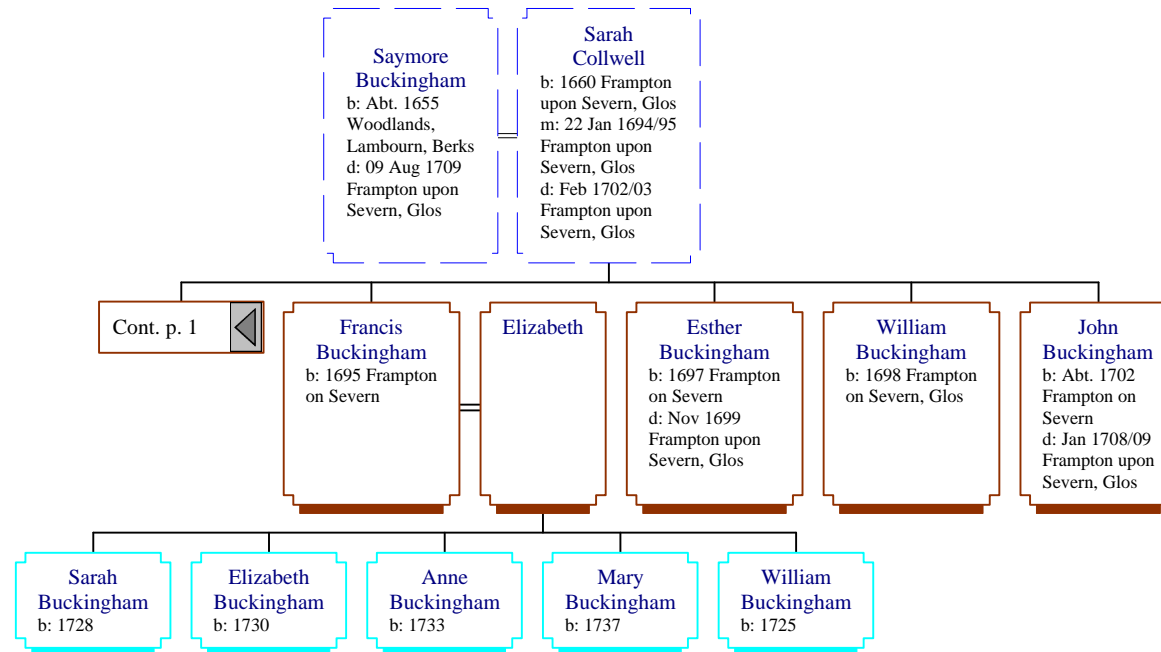 Saymore
Buckingham
b: Abt. 1655
Woodlands,
Lambourn, Berks
d: 09 Aug 1709
Frampton upon
Severn, Glos
Sarah
Collwell
b: 1660 Frampton
upon Severn, Glos
m: 22 Jan 1694/95
Frampton upon
Severn, Glos
d: Feb 1702/03
Frampton upon
Severn, Glos
Cont. p. 1
Francis
Buckingham
b: 1695 Frampton
on Severn
Elizabeth
Esther
Buckingham
b: 1697 Frampton
on Severn
d: Nov 1699
Frampton upon
Severn, Glos
William
Buckingham
b: 1698 Frampton
on Severn, Glos
John
Buckingham
b: Abt. 1702
Frampton on
Severn
d: Jan 1708/09
Frampton upon
Severn, Glos
Sarah
Buckingham
b: 1728
Elizabeth
Buckingham
b: 1730
Anne
Buckingham
b: 1733
Mary
Buckingham
b: 1737
William
Buckingham
b: 1725